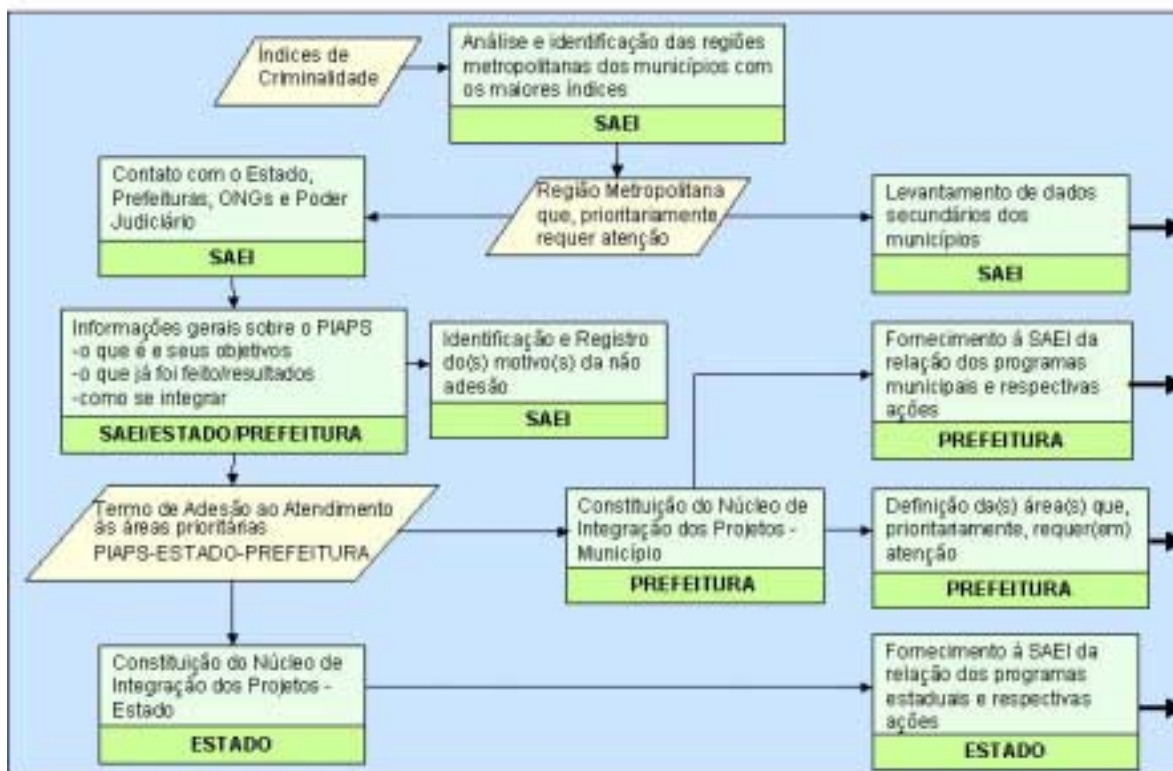 Índices de
Criminalidade
Análise e identificação das regiões
metropolitanas dos municípios com
os maiores índices
SAEI
Contato com o Estado,
Prefeituras, ONGs e Poder
Judiciário
SAEI
Região Metropolitana
que, prioritariamente
requer atenção
Levantamento de dados
secundários dos
municípios
SAEI
Informações gerais sobre o PIAPS
-o que é e seus objetivos
-o que já foi feito/resultados
-como se integrar
SAEI/ESTADO/PREFEITURA
Identificação e Registro
do(s) motivo(s) da não
adesão
SAEI
Fornecimento à SAEI da
relação dos programas
municipais e respectivas
ações
PREFEITURA
Termo de Adesão ao Atendimento
às áreas prioritárias
PIAPS-ESTADO-PREFEITURA
Constituição do Núcleo de
Integração dos Projetos -
Município
PREFEITURA
Definição da(s) área(s) que,
prioritariamente, requer(em)
atenção
PREFEITURA
Constituição do Núcleo de
Integração dos Projetos -
Estado
ESTADO
Fornecimento à SAEI da
relação dos programas
estaduais e respectivas
ações
ESTADO